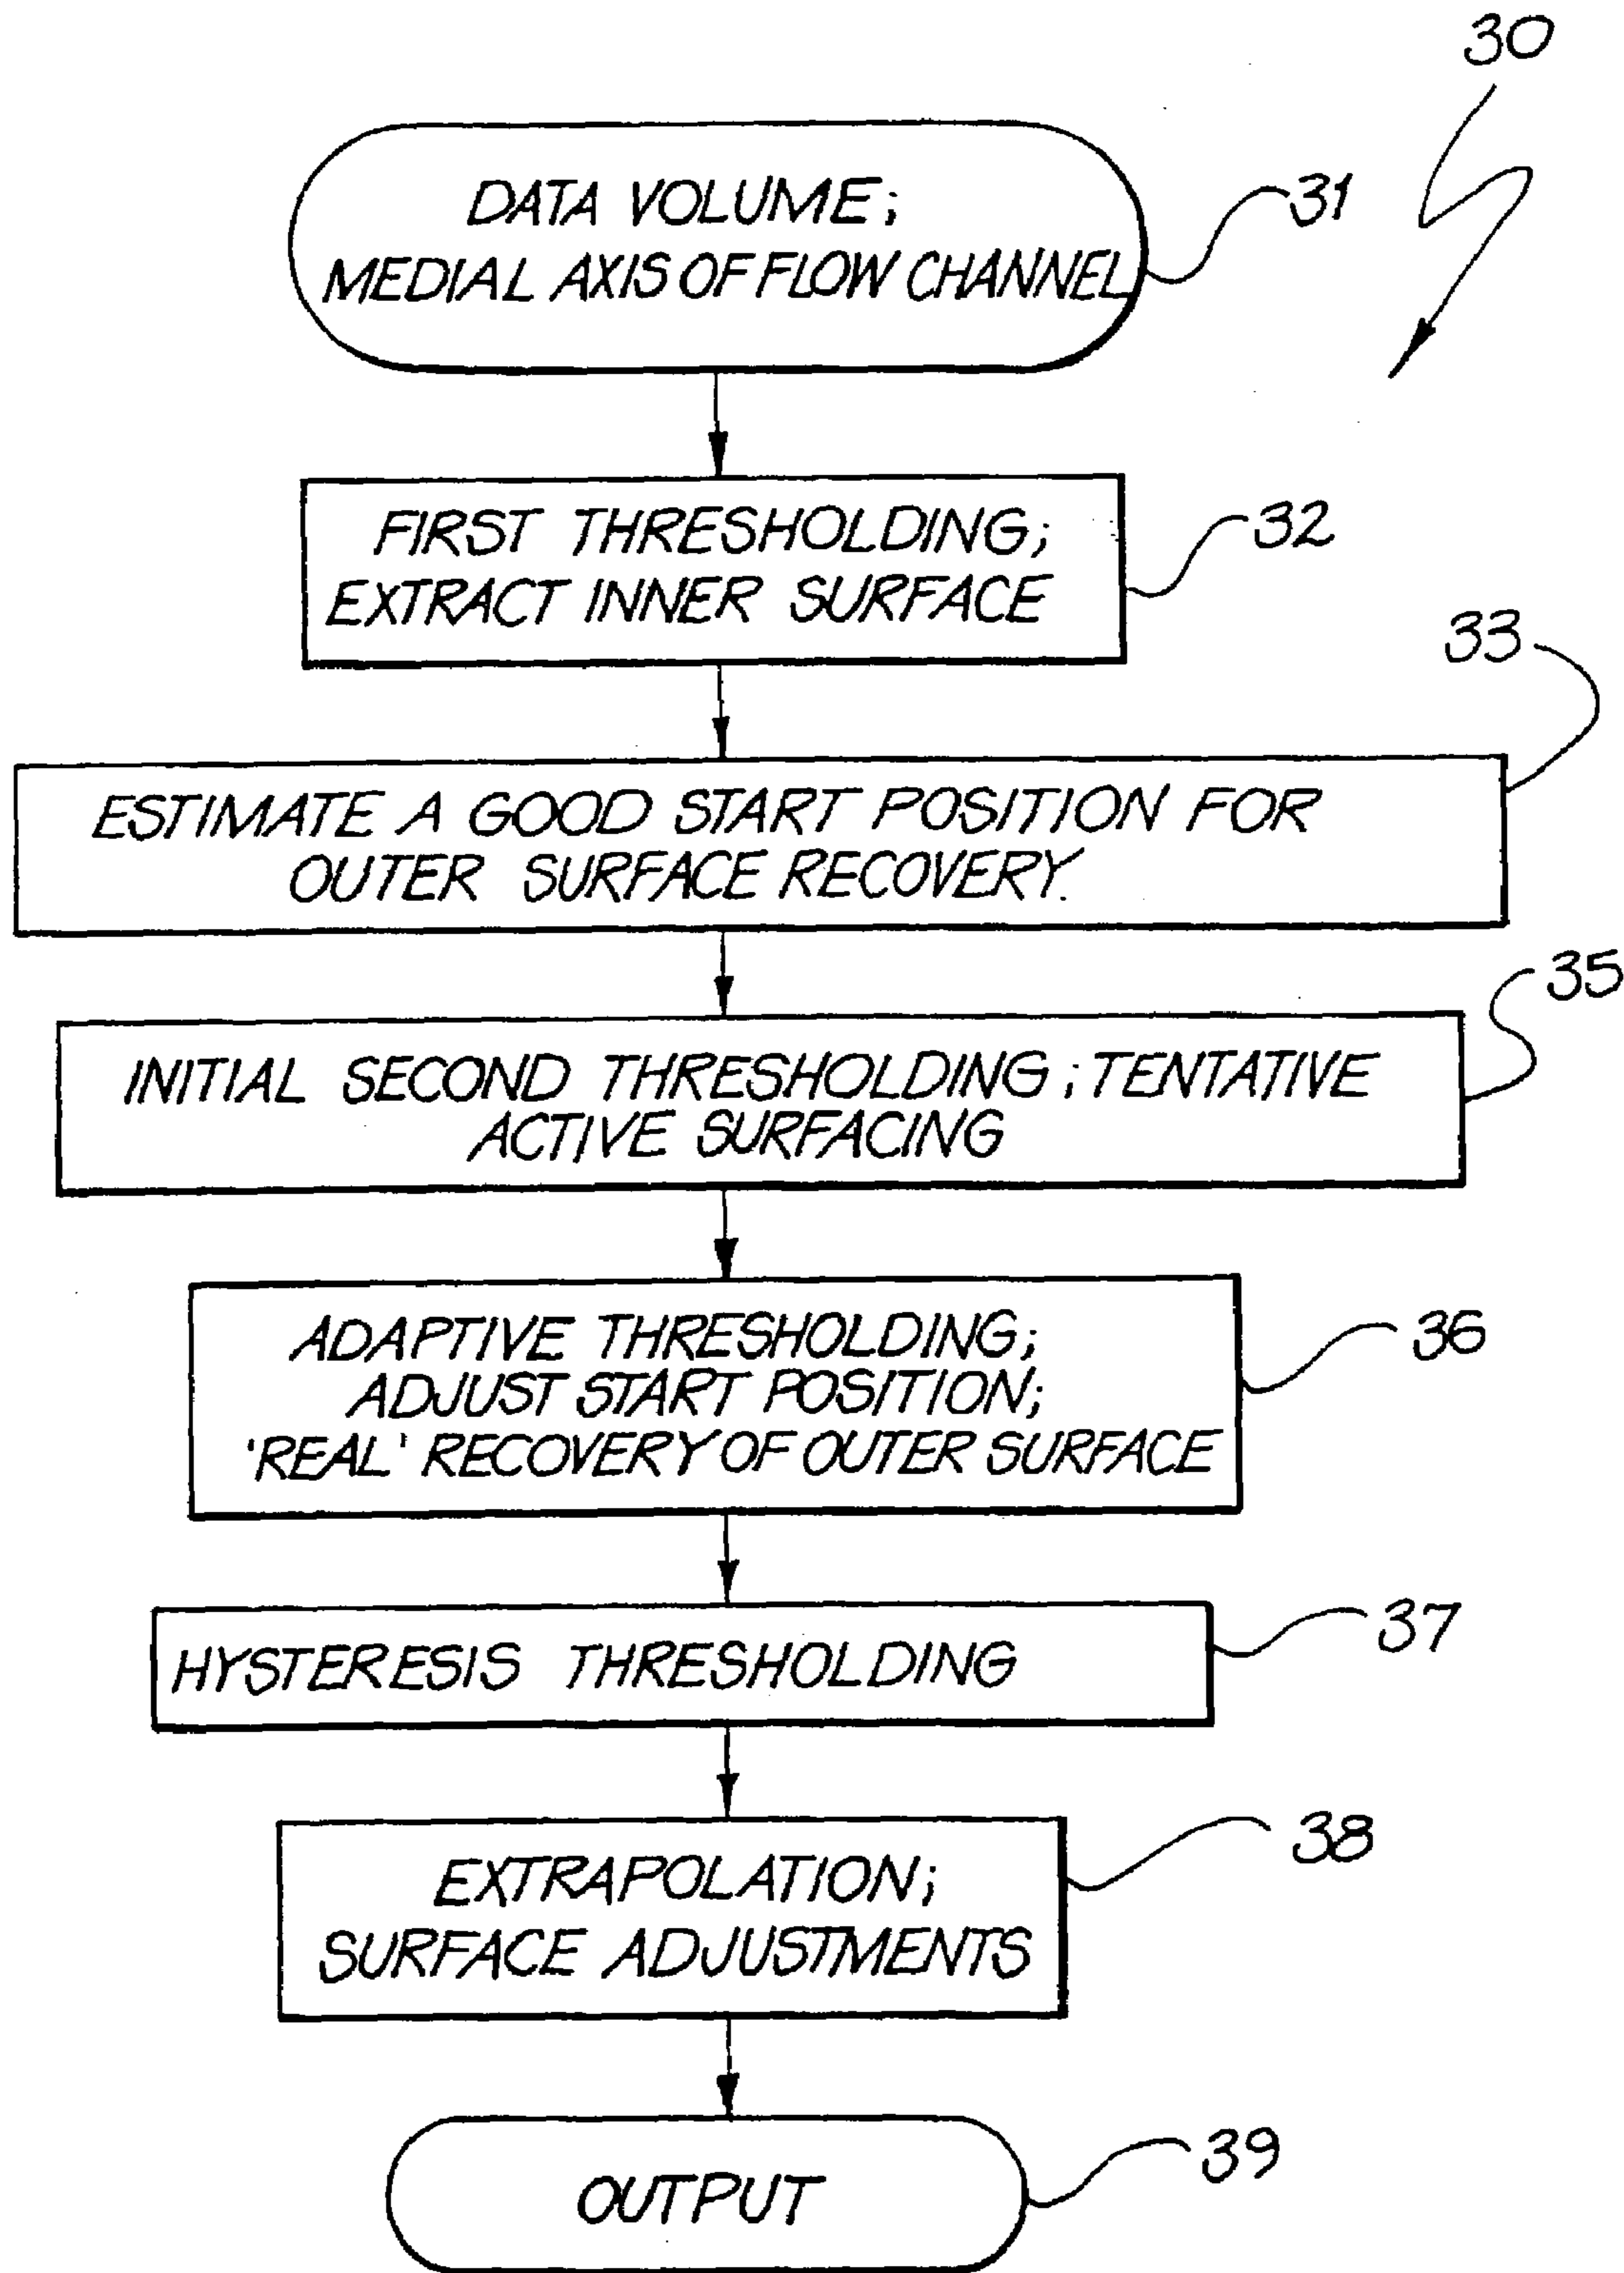 30
DATA VOLUME;
MEDIAL AXIS OF FLOW CHANNEL
31
FIRST THRESHOLDING;
EXTRACT INNER SURFACE
32
33
ESTIMATE A GOOD START POSITION FOR
OUTER SURFACE RECOVERY.
35
INITIAL SECOND THRESHOLDING; TENTATIVE
ACTIVE SURFACING
ADAPTIVE THRESHOLDING;
ADJUST START POSITION;
'REAL' RECOVERY OF OUTER SURFACE
36
HYSTERESIS THRESHOLDING
37
EXTRAPOLATION;
SURFACE ADJUSTMENTS
38
OUTPUT
39